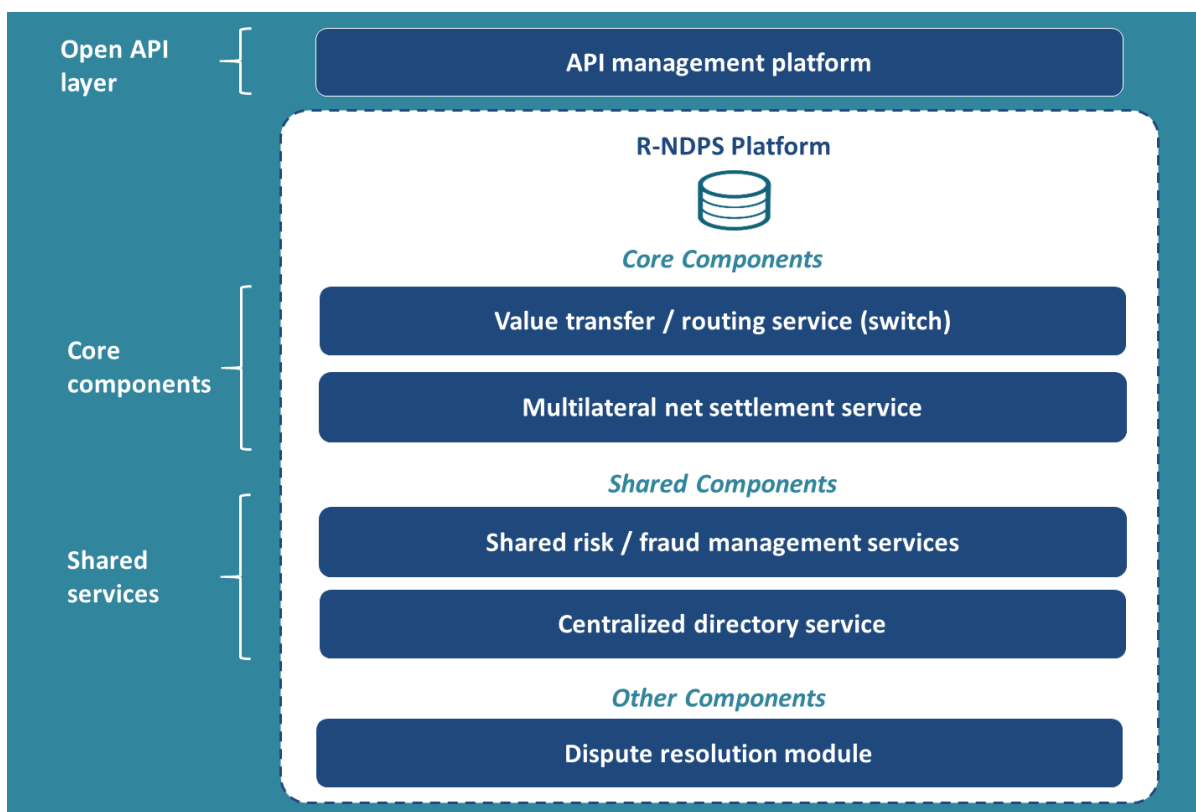 Open API
layer
API management platform
R-NDPS Platform
Core Components
Core
components
Value transfer / routing service (switch)
Multilateral net settlement service
Shared Components
Shared
services
Shared risk / fraud management services
Centralized directory service
Other Components
Dispute resolution module